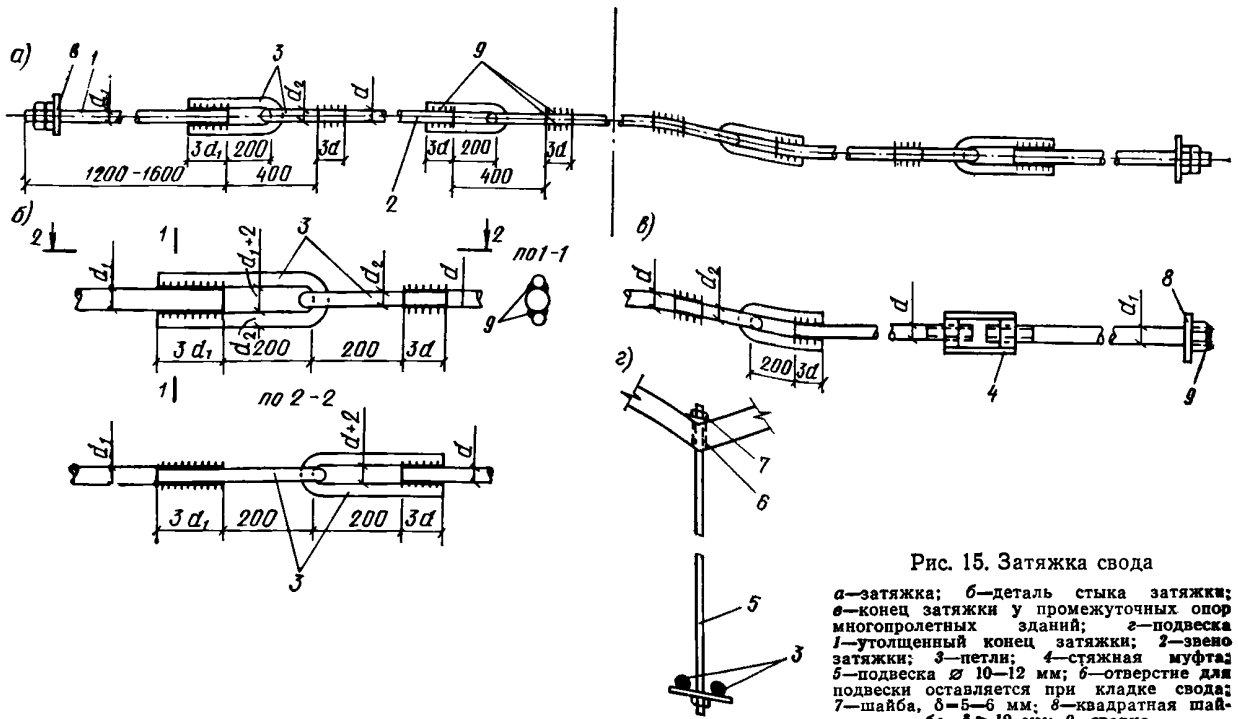 а) в 1 d₁ 3 d₂ d 9
3d₁ 200 3d 3d 200 3d
1200-1600 400 400
2
б)
2 1 d₁ d₁+2 3 d₂ d 2 по 1-1
9
d₂
3d₁ 200 200 3d
1 по 2-2
d₁ d+2 d
3d₁ 200 200 3d
3
в)
d d₂ d d₁ 8
200 3d 4 9
г)
7
6
5
3
Рис. 15. Затяжка свода
а—затяжка; б—деталь стыка затяжки;
в—конец затяжки у промежуточных опор
многопролетных зданий; г—подвеска
1—утолщенный конец затяжки; 2—звено
затяжки; 3—петли; 4—стяжная муфта;
5—подвеска ⌀ 10—12 мм; 6—отверстие для
подвески оставляется при кладке свода;
7—шайба, δ=5—6 мм; 8—квадратная шай-